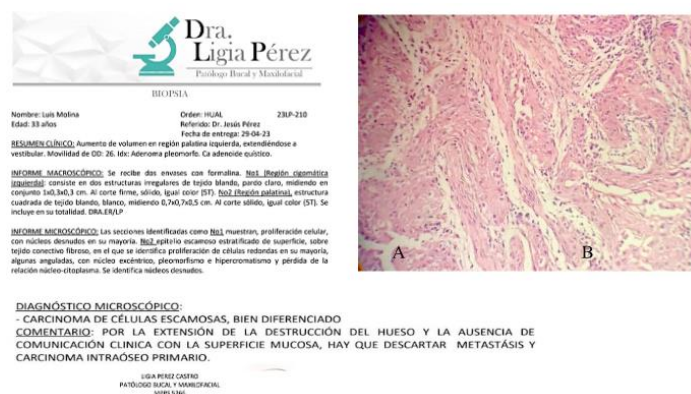 Dra.
Ligia Pérez
Patólogo Bucal y Maxilofacial
BIOPSIA
Nombre: Luis Molina Orden: HUAL 23LP-210
Edad: 33 años Referido: Dr. Jesús Pérez
Fecha de entrega: 29-04-23
RESUMEN CLÍNICO: Aumento de volumen en región palatina izquierda, extendiéndose a
vestibular. Movilidad de OD: 26. Idx: Adenoma pleomorfo. Ca adenoide quístico.
INFORME MACROSCÓPICO: Se recibe dos envases con formalina. No1 (Región cigomática
izquierda): consiste en dos estructuras irregulares de tejido blando, pardo claro, midiendo en
conjunto 1x0,3x0,3 cm. Al corte firme, sólido, igual color (ST). No2 (Región palatina), estructura
cuadrada de tejido blando, blanco, midiendo 0,7x0,7x0,5 cm. Al corte sólido, igual color (ST). Se
incluye en su totalidad. DRA.ER/LP
INFORME MICROSCÓPICO: Las secciones identificadas como No1 muestran, proliferación celular,
con núcleos desnudos en su mayoría. No2 epitelio escamoso estratificado de superficie, sobre
tejido conectivo fibroso, en el que se identifica proliferación de células redondas en su mayoría,
algunas anguladas, con núcleo excéntrico, pleomorfismo e hipercromatismo y pérdida de la
relación núcleo-citoplasma. Se identifica núcleos desnudos.
A B
DIAGNÓSTICO MICROSCÓPICO:
- CARCINOMA DE CÉLULAS ESCAMOSAS, BIEN DIFERENCIADO
COMENTARIO: POR LA EXTENSIÓN DE LA DESTRUCCIÓN DEL HUESO Y LA AUSENCIA DE
COMUNICACIÓN CLINICA CON LA SUPERFICIE MUCOSA, HAY QUE DESCARTAR METASTÁSIS Y
CARCINOMA INTRAÓSEO PRIMARIO.
LIGIA PEREZ CASTRO
PATÓLOGO BUCAL Y MAXILOFACIAL